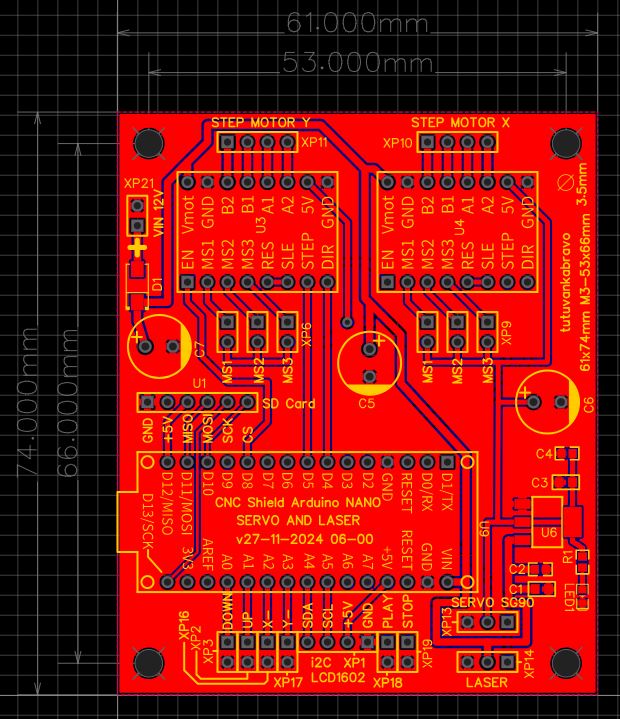 61.000mm
53.000mm
74.000mm
66.000mm
STEP MOTOR Y
STEP MOTOR X
XP11
XP10
XP21
VIN 12V
D1
Vmot GND B2 B1 A1 A2 5V GND
U3
EN MS1 MS2 MS3 RES SLE STEP DIR
Vmot GND B2 B1 A1 A2 5V GND
U4
EN MS1 MS2 MS3 RES SLE STEP DIR
Ø 3.5mm
tutuvankabravo
61x74mm M3-53x66mm
C7
MS1 MS2 MS3
XP6
C5
MS1 MS2 MS3
XP9
C6
U1
SD Card
GND +5V MISO MOSI SCK CS
D13/SCK
D12/MISO D11/MOSI D10 D9 D8 D7 D6 D5 D4 D3 D2 GND RESET D0/RX D1/TX
CNC Shield Arduino NANO
SERVO AND LASER
v27-11-2024 06-00
3V3 AREF A0 A1 A2 A3 A4 A5 A6 A7 +5V RESET GND VIN
U9
C4
C3
U6
C2
C1
R1
LED1
SERVO SG90
XP13
XP14
LASER
DOWN UP X- Y- SDA SCL +5V GND PLAY STOP
XP16
XP2
XP3
XP17
i2C
XP1
LCD1602
XP18
XP19